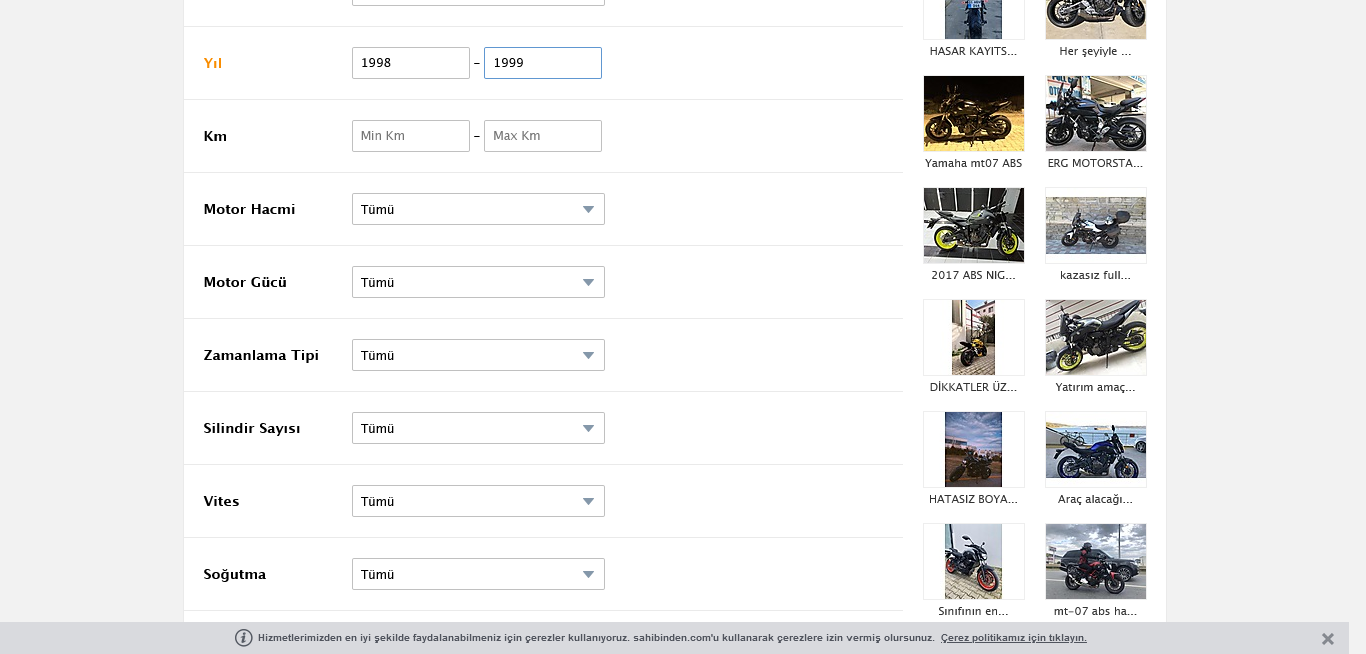 Yıl
1998 - 1999
Km
Min Km - Max Km
Motor Hacmi
Tümü
Motor Gücü
Tümü
Zamanlama Tipi
Tümü
Silindir Sayısı
Tümü
Vites
Tümü
Soğutma
Tümü
HASAR KAYITS...
Her şeyiyle ...
Yamaha mt07 ABS
ERG MOTORSTA...
2017 ABS NIG...
kazasız full...
DİKKATLER ÜZ...
Yatırım amaç...
HATASIZ BOYA...
Araç alacağı...
Sınıfının en...
mt-07 abs ha...
Hizmetlerimizden en iyi şekilde faydalanabilmeniz için çerezler kullanıyoruz. sahibinden.com'u kullanarak çerezlere izin vermiş olursunuz. Çerez politikamız için tıklayın.